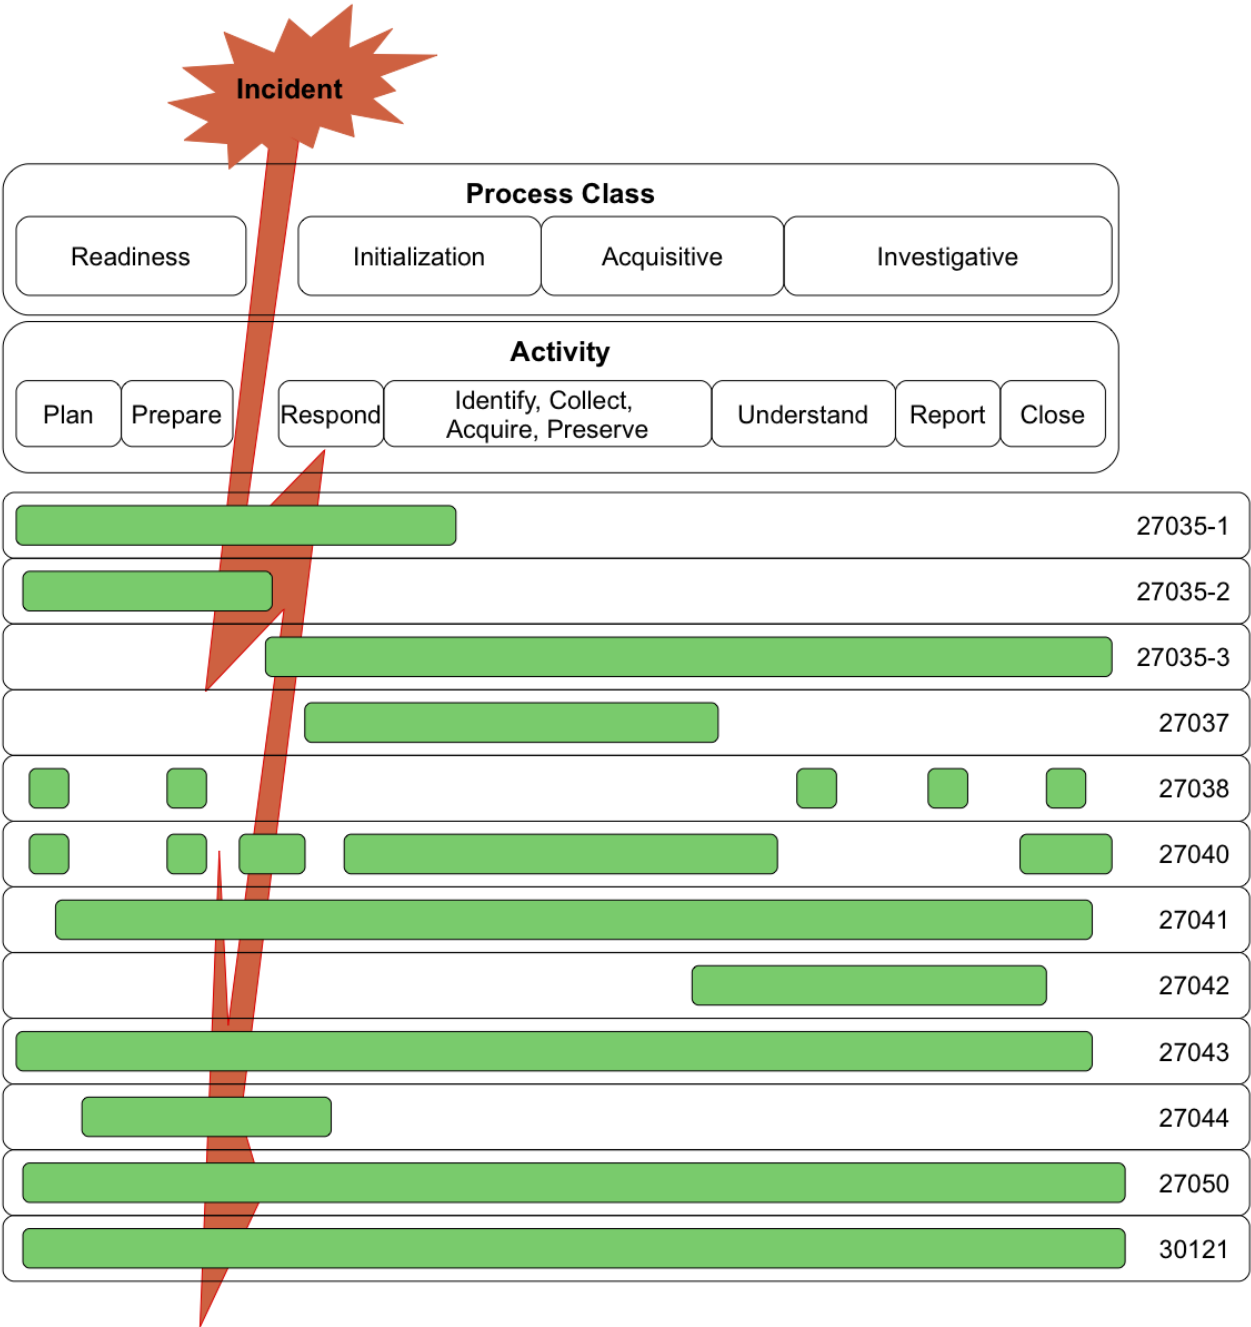 Incident
Process Class
Readiness
Initialization
Acquisitive
Investigative
Activity
Plan
Prepare
Respond
Identify, Collect,
Acquire, Preserve
Understand
Report
Close
27035-1
27035-2
27035-3
27037
27038
27040
27041
27042
27043
27044
27050
30121